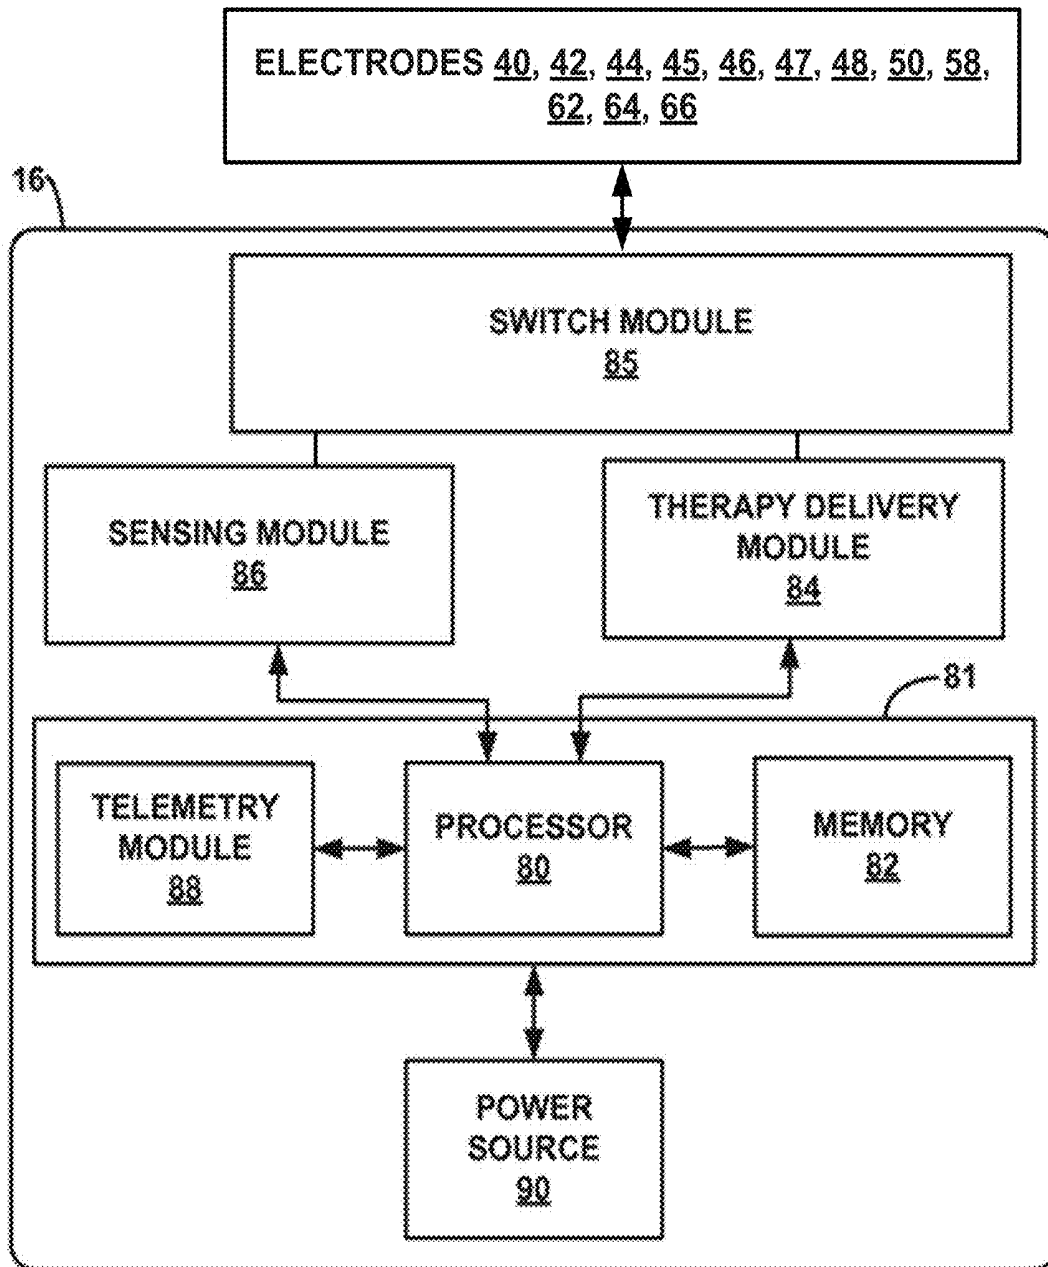 ELECTRODES 40, 42, 44, 45, 46, 47, 48, 50, 58,
62, 64, 66
16
SWITCH MODULE
85
SENSING MODULE
86
THERAPY DELIVERY
MODULE
84
81
TELEMETRY
MODULE
88
PROCESSOR
80
MEMORY
82
POWER
SOURCE
90